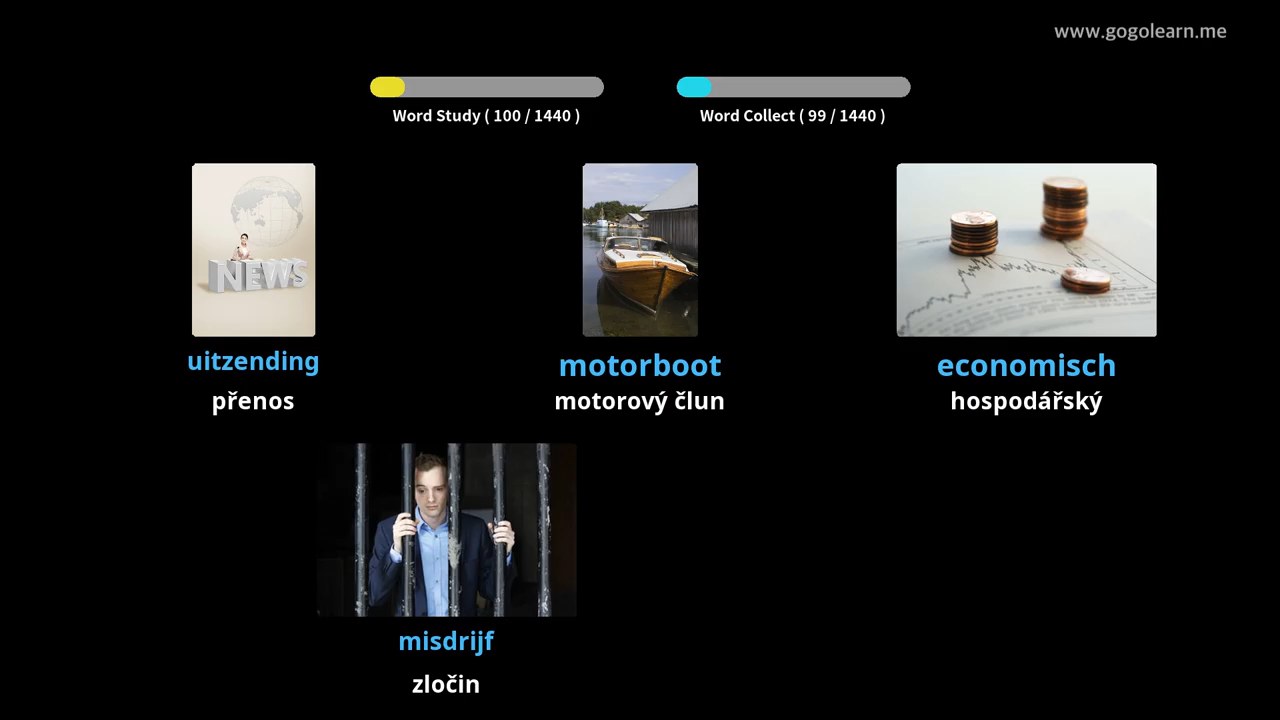 www.gogolearn.me
Word Study ( 100 / 1440 )
Word Collect ( 99 / 1440 )
NEWS
uitzending
přenos
motorboot
motorový člun
economisch
hospodářský
misdrijf
zločin